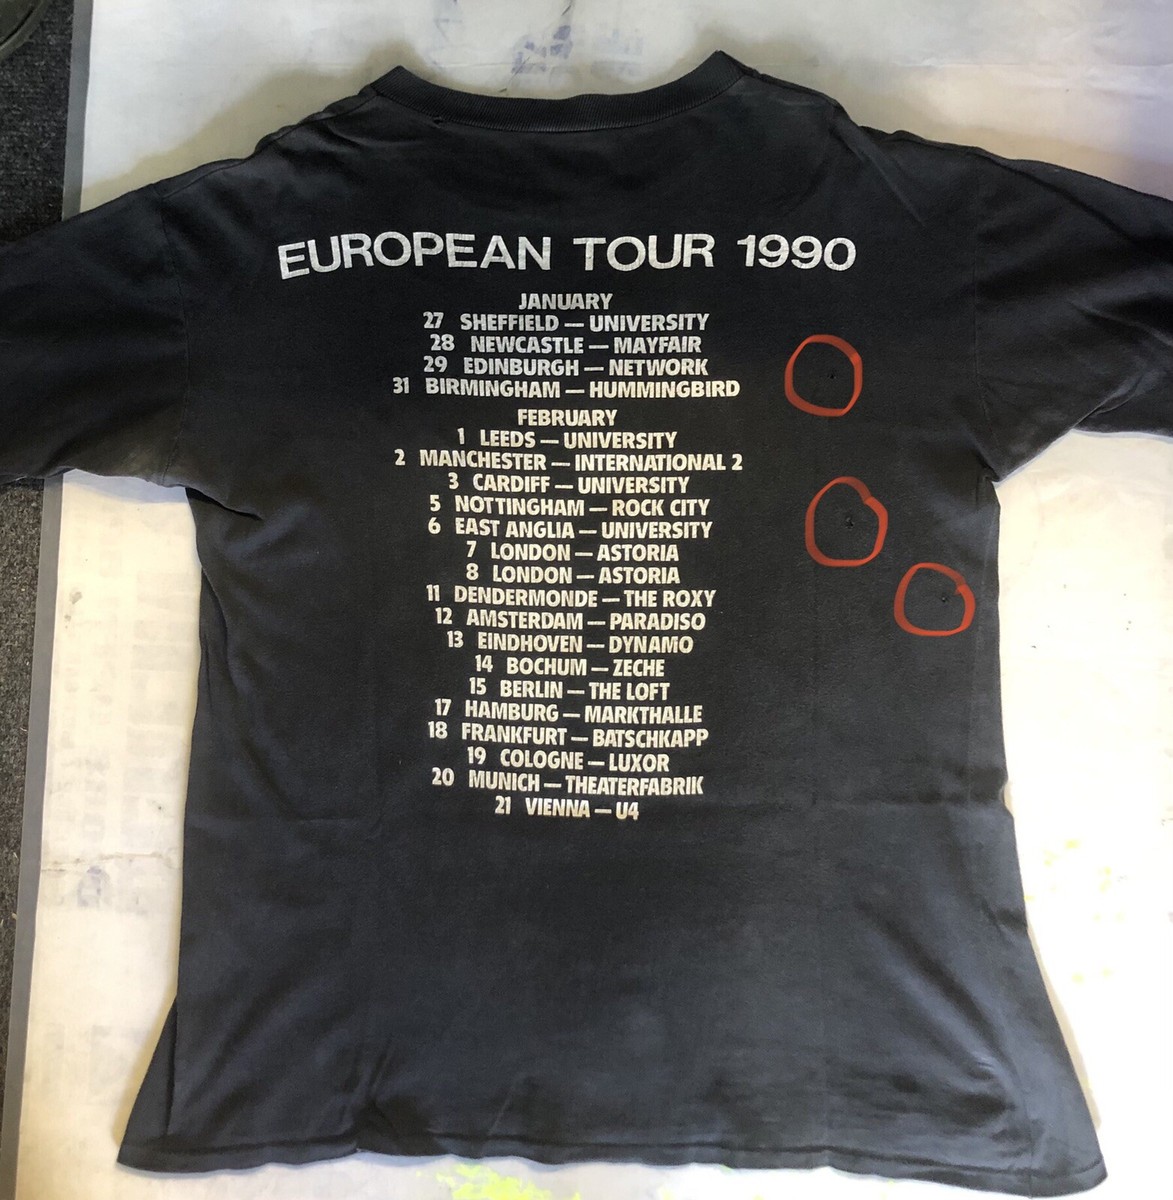 EUROPEAN TOUR 1990
JANUARY
27 SHEFFIELD — UNIVERSITY
28 NEWCASTLE — MAYFAIR
29 EDINBURGH — NETWORK
31 BIRMINGHAM — HUMMINGBIRD
FEBRUARY
1 LEEDS — UNIVERSITY
2 MANCHESTER — INTERNATIONAL 2
3 CARDIFF — UNIVERSITY
5 NOTTINGHAM — ROCK CITY
6 EAST ANGLIA — UNIVERSITY
7 LONDON — ASTORIA
8 LONDON — ASTORIA
11 DENDERMONDE — THE ROXY
12 AMSTERDAM — PARADISO
13 EINDHOVEN — DYNAMO
14 BOCHUM — ZECHE
15 BERLIN — THE LOFT
17 HAMBURG — MARKTHALLE
18 FRANKFURT — BATSCHKAPP
19 COLOGNE — LUXOR
20 MUNICH — THEATERFABRIK
21 VIENNA — U4